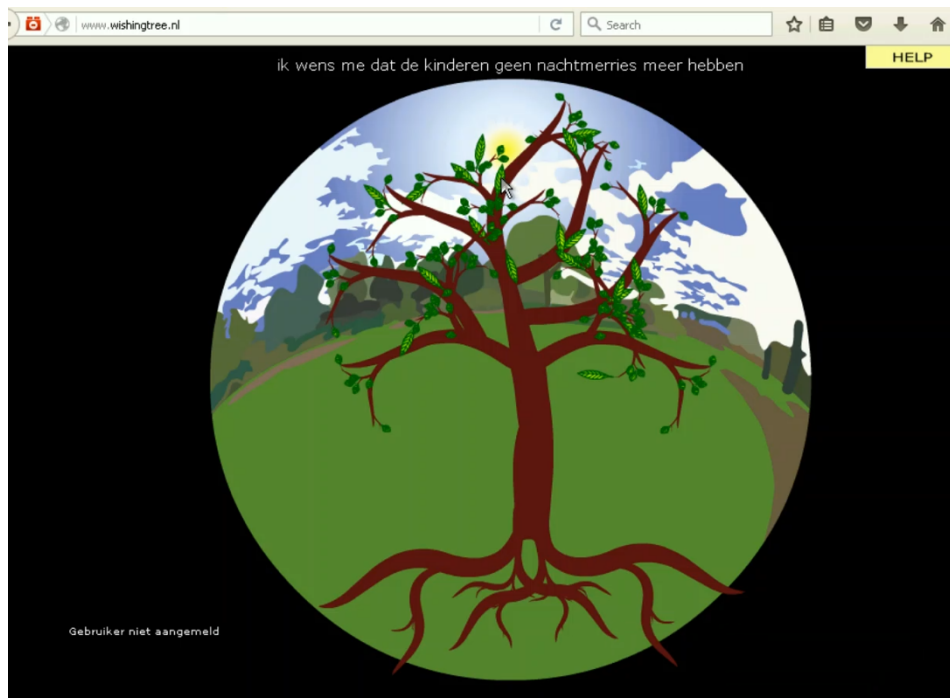 www.wishingtree.nl
Search
HELP
ik wens me dat de kinderen geen nachtmerries meer hebben
Gebruiker niet aangemeld